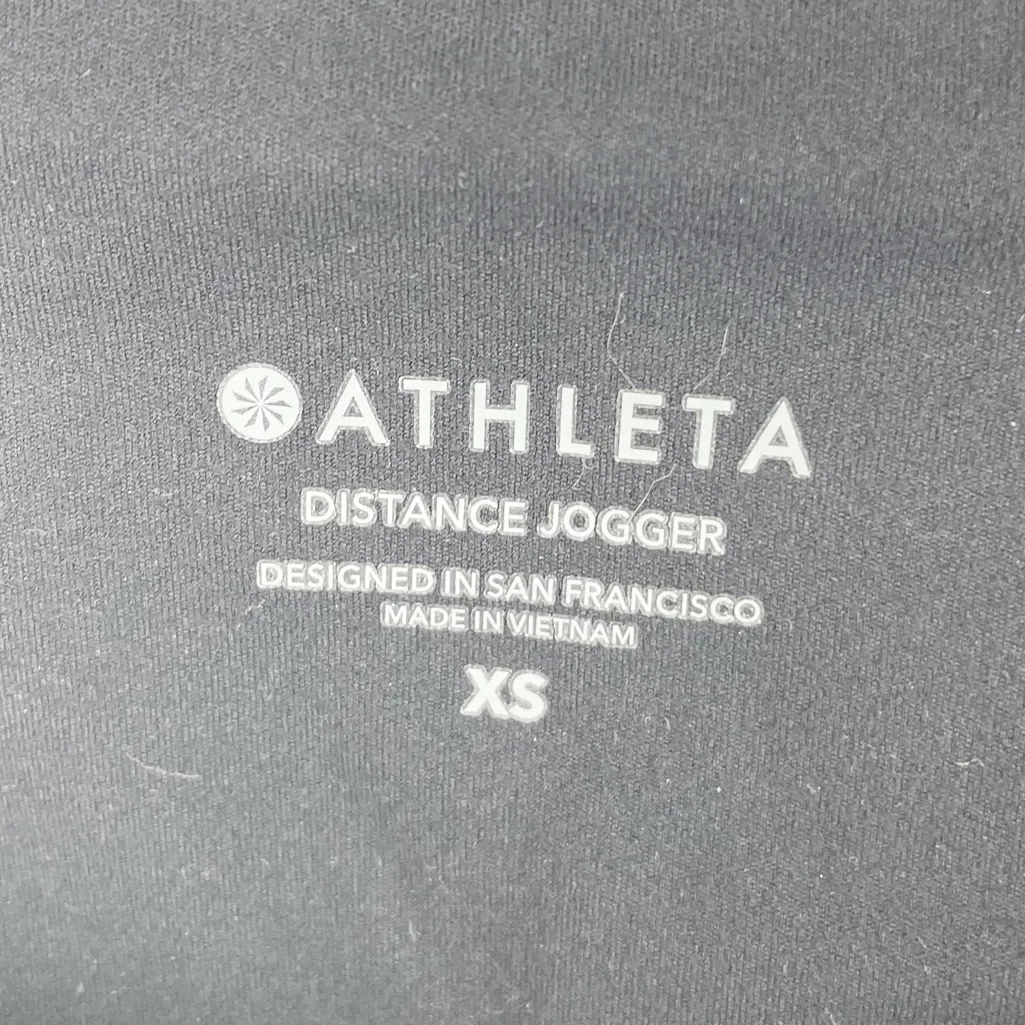 ATHLETA
DISTANCE JOGGER
DESIGNED IN SAN FRANCISCO
MADE IN VIETNAM
XS